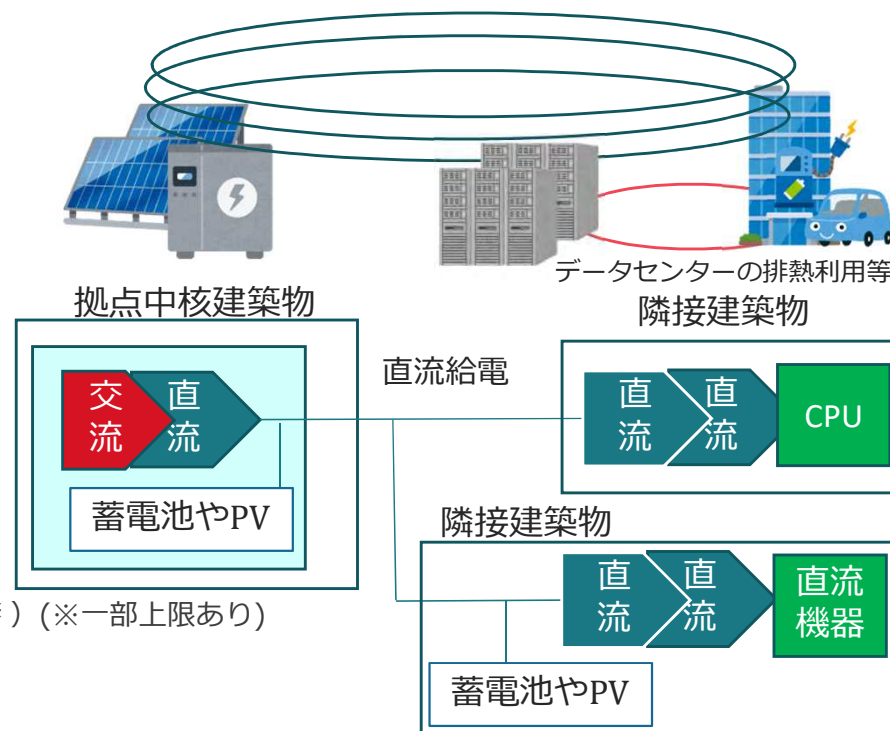 データセンターの排熱利用等
拠点中核建築物
隣接建築物
直流給電
交流
直流
蓄電池やPV
直流
直流
CPU
隣接建築物
直流
直流
直流機器
蓄電池やPV
）(※一部上限あり)